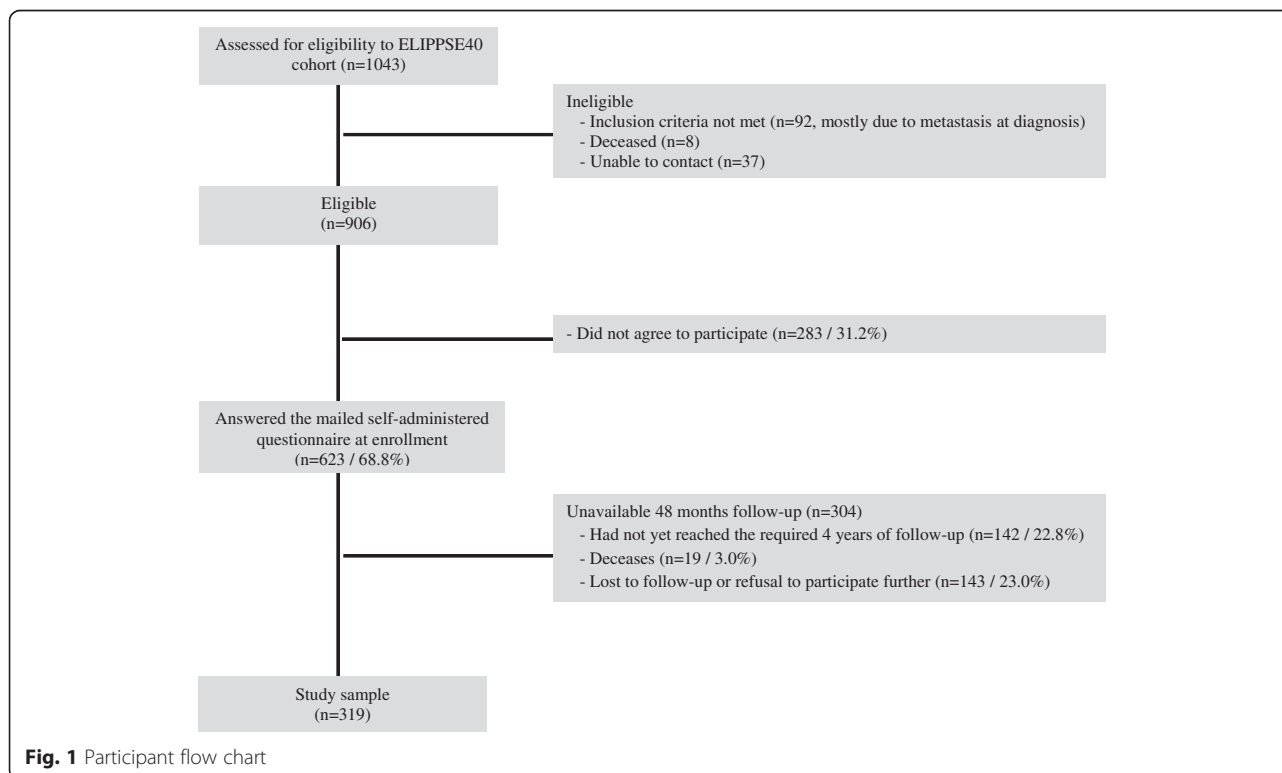 Assessed for eligibility to ELIPPSE40
cohort (n=1043)
Ineligible
- Inclusion criteria not met (n=92, mostly due to metastasis at diagnosis)
- Deceased (n=8)
- Unable to contact (n=37)
Eligible
(n=906)
- Did not agree to participate (n=283 / 31.2%)
Answered the mailed self-administered
questionnaire at enrollment
(n=623 / 68.8%)
Unavailable 48 months follow-up (n=304)
- Had not yet reached the required 4 years of follow-up (n=142 / 22.8%)
- Deceases (n=19 / 3.0%)
- Lost to follow-up or refusal to participate further (n=143 / 23.0%)
Study sample
(n=319)
Fig. 1 Participant flow chart